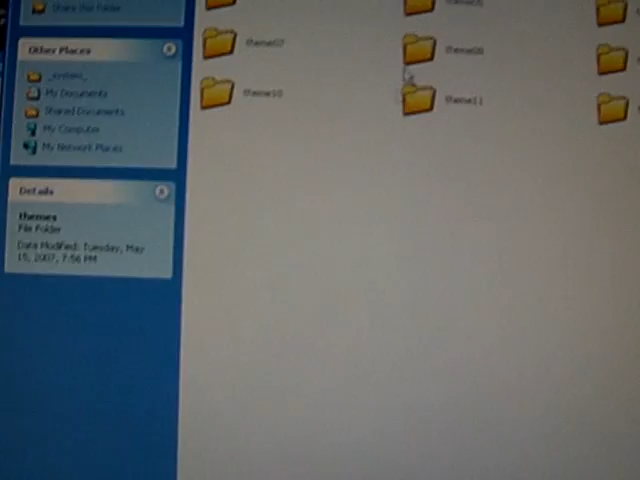 Share this folder
Other Places
_system_
My Documents
Shared Documents
My Computer
My Network Places
Details
themes
File Folder
Date Modified: Tuesday, May
15, 2007, 7:56 PM
theme07
theme08
theme10
theme11